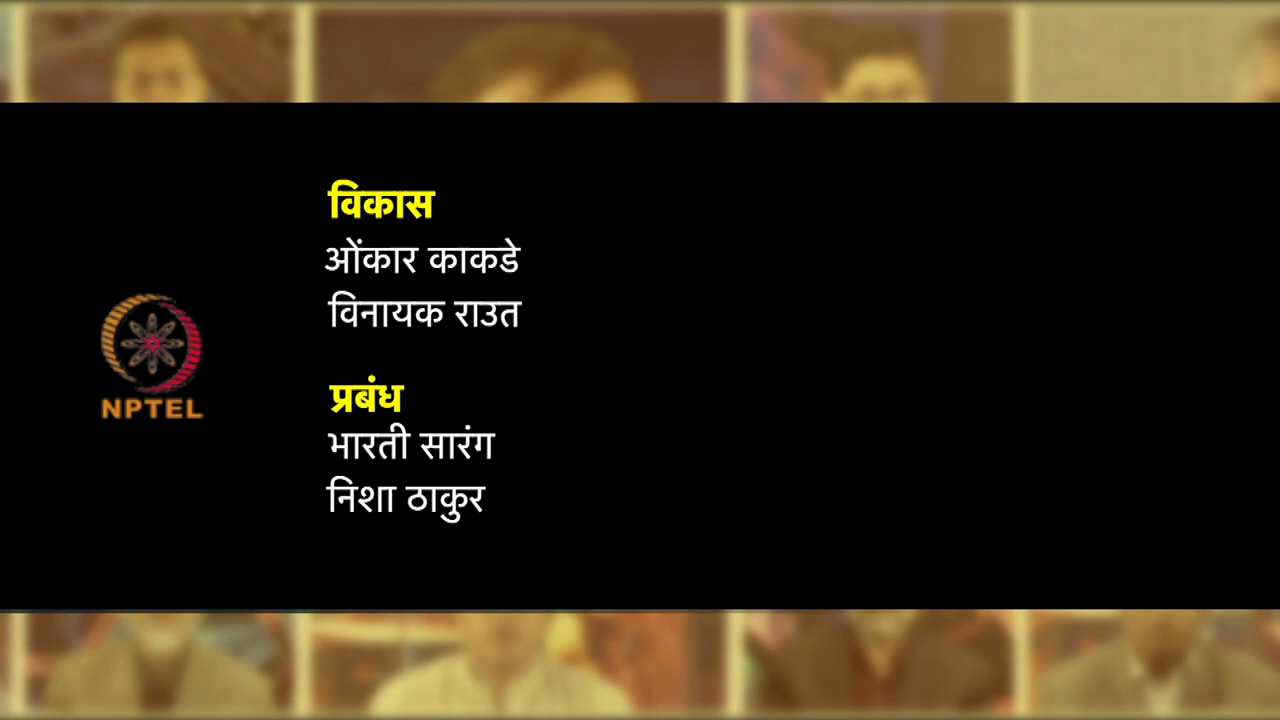 विकास
ओंकार काकडे
विनायक राउत
NPTEL
प्रबंध
भारती सारंग
निशा ठाकुर